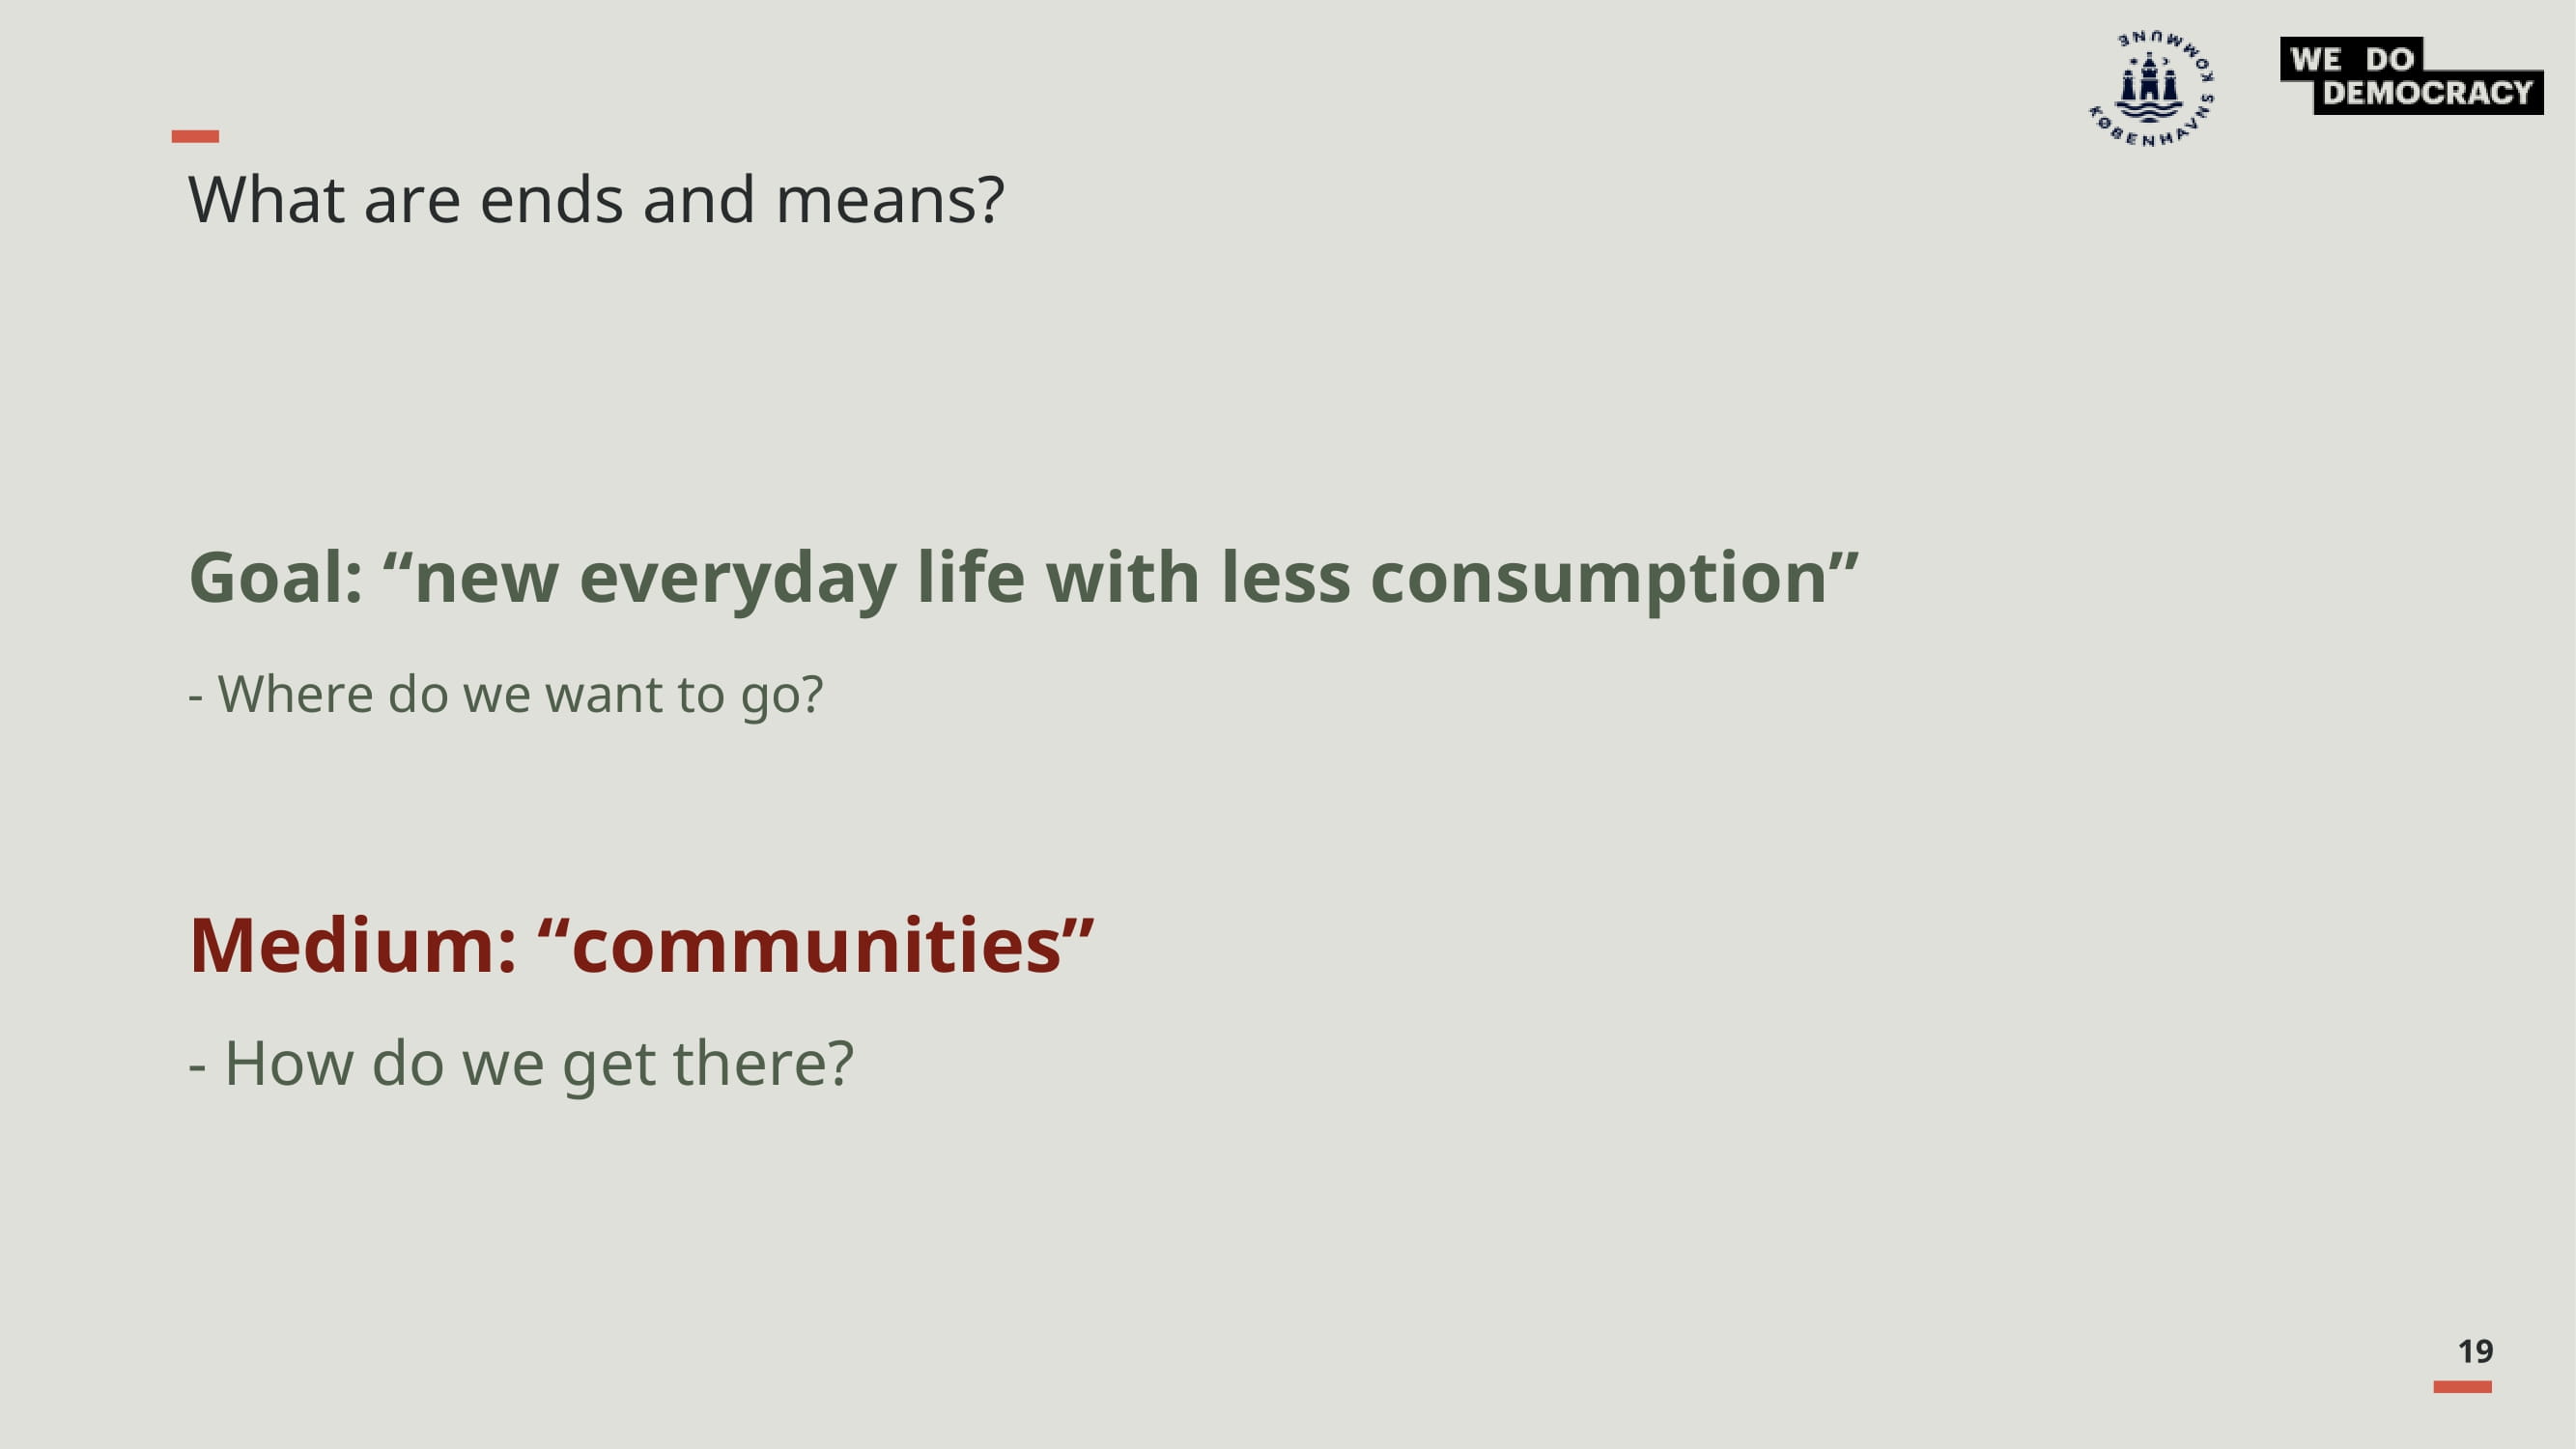 KØBENHAVNS KOMMUNE
WE DO
DEMOCRACY
What are ends and means?
Goal: “new everyday life with less consumption”
- Where do we want to go?
Medium: “communities”
- How do we get there?
19